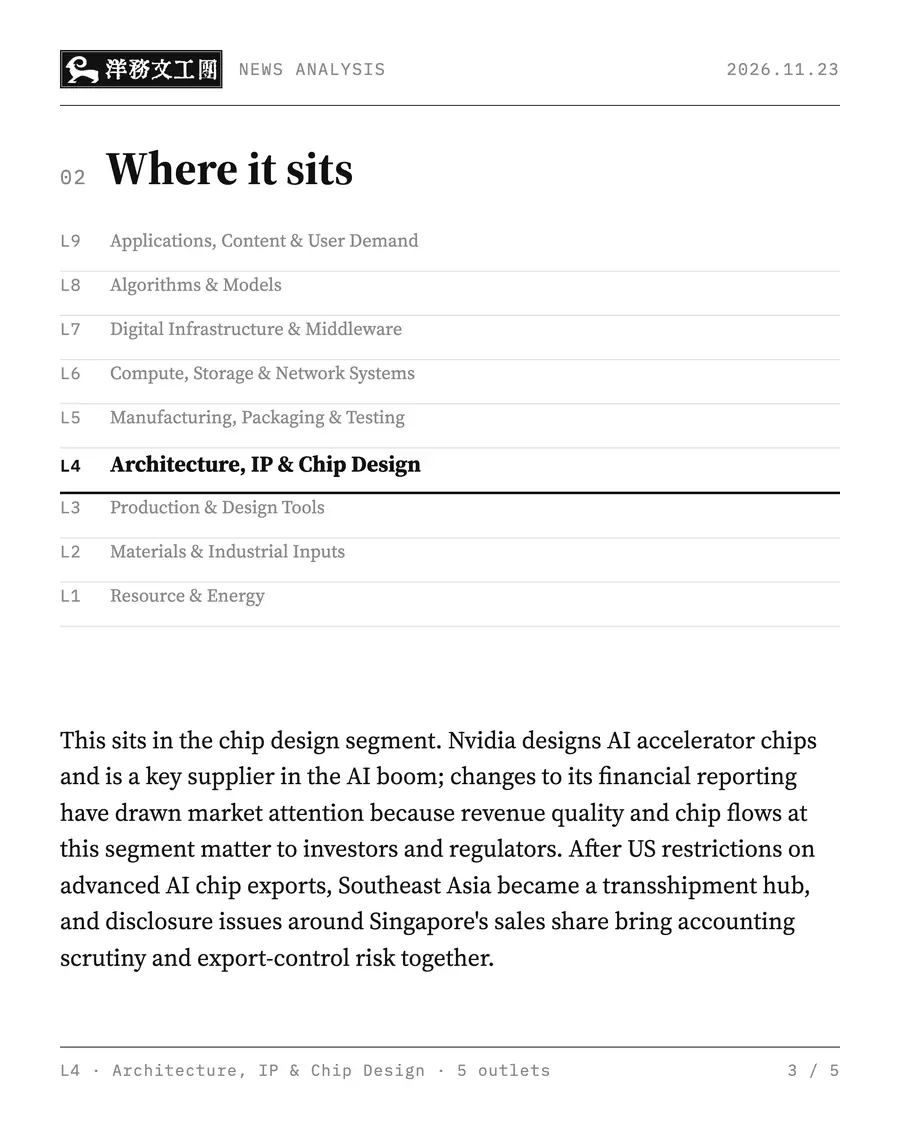 洋務文工團 NEWS ANALYSIS 2026.11.23
02 Where it sits
L9 Applications, Content & User Demand
L8 Algorithms & Models
L7 Digital Infrastructure & Middleware
L6 Compute, Storage & Network Systems
L5 Manufacturing, Packaging & Testing
L4 Architecture, IP & Chip Design
L3 Production & Design Tools
L2 Materials & Industrial Inputs
L1 Resource & Energy
This sits in the chip design segment. Nvidia designs AI accelerator chips
and is a key supplier in the AI boom; changes to its financial reporting
have drawn market attention because revenue quality and chip flows at
this segment matter to investors and regulators. After US restrictions on
advanced AI chip exports, Southeast Asia became a transshipment hub,
and disclosure issues around Singapore's sales share bring accounting
scrutiny and export-control risk together.
L4 · Architecture, IP & Chip Design · 5 outlets 3 / 5